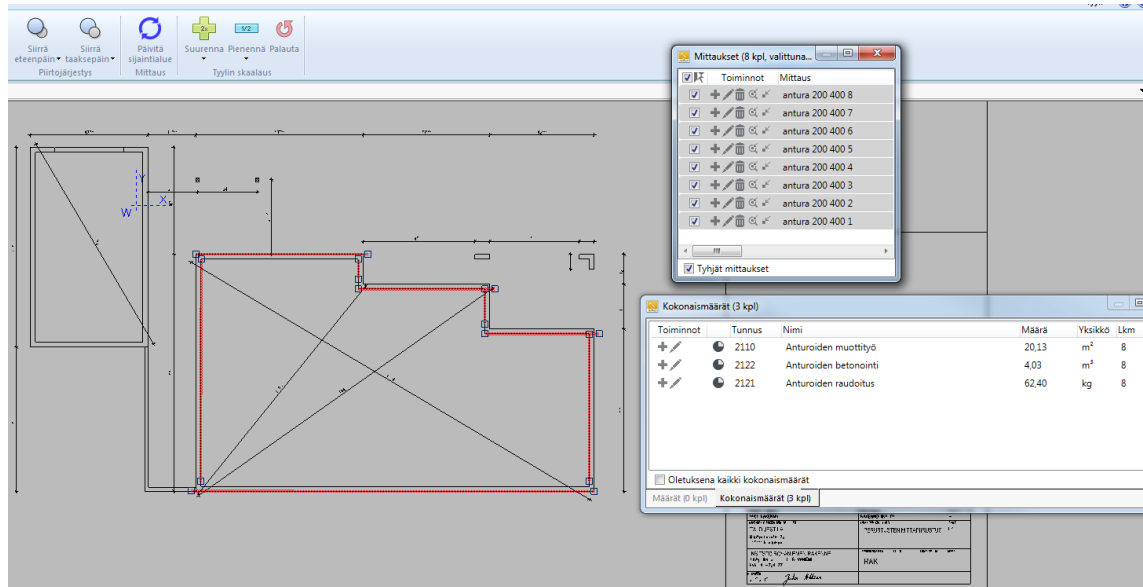 Siirrä eteenpäin
Siirrä taaksepäin
Päivitä sijaintialue
Suurenna
2x
Pienennä
1/2
Palauta
Piirtojärjestys
Mittaus
Tyylin skaalaus
Mittaukset (8 kpl, valittuna...
Toiminnot Mittaus
antura 200 400 8
antura 200 400 7
antura 200 400 6
antura 200 400 5
antura 200 400 4
antura 200 400 3
antura 200 400 2
antura 200 400 1
Tyhjät mittaukset
Y
X
W
Kokonaismäärät (3 kpl)
Toiminnot Tunnus Nimi Määrä Yksikkö Lkm
2110 Anturoiden muottityö 20,13 m² 8
2122 Anturoiden betonointi 4,03 m³ 8
2121 Anturoiden raudoitus 62,40 kg 8
Oletuksena kaikki kokonaismäärät
Määrät (0 kpl) Kokonaismäärät (3 kpl)
RAK